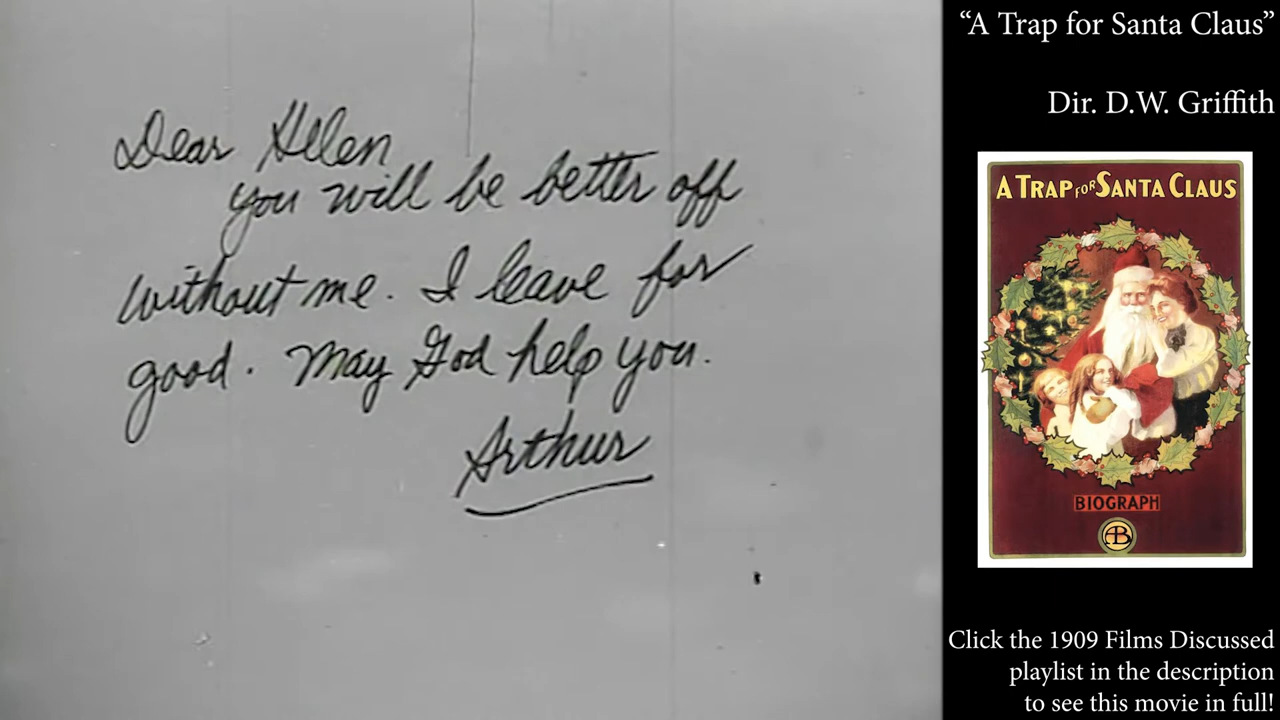 Dear Helen
you will be better off
without me. I leave for
good. May God help you.
Arthur
“A Trap for Santa Claus”
Dir. D.W. Griffith
A TRAP FOR SANTA CLAUS
BIOGRAPH
AB
Click the 1909 Films Discussed
playlist in the description
to see this movie in full!